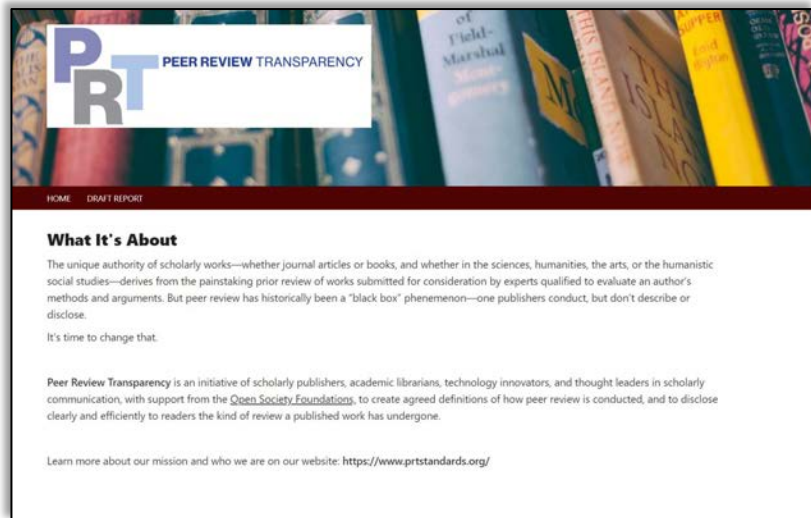 PRT PEER REVIEW TRANSPARENCY
of
Field-
Marshal
THIS ISLAND NOW
SUPPER
Enid
HOME DRAFT REPORT
What It's About
The unique authority of scholarly works—whether journal articles or books, and whether in the sciences, humanities, the arts, or the humanistic
social studies—derives from the painstaking prior review of works submitted for consideration by experts qualified to evaluate an author's
methods and arguments. But peer review has historically been a "black box" phenemenon—one publishers conduct, but don't describe or
disclose.
It's time to change that.
Peer Review Transparency is an initiative of scholarly publishers, academic librarians, technology innovators, and thought leaders in scholarly
communication, with support from the Open Society Foundations, to create agreed definitions of how peer review is conducted, and to disclose
clearly and efficiently to readers the kind of review a published work has undergone.
Learn more about our mission and who we are on our website: https://www.prtstandards.org/